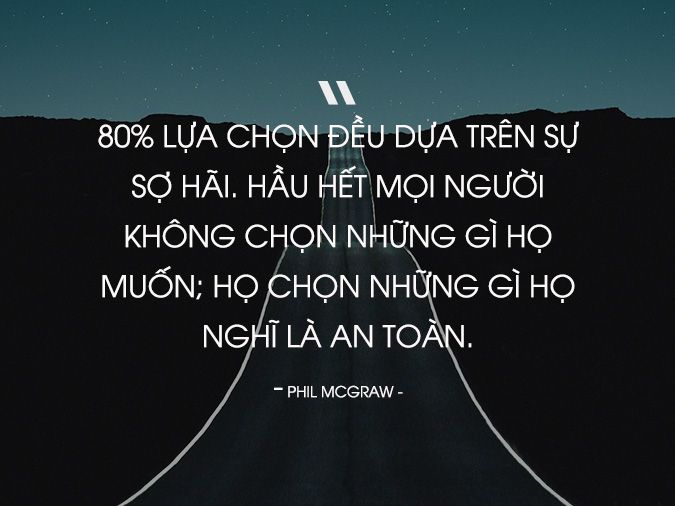 80% LỰA CHỌN ĐỀU DỰA TRÊN SỰ
SỢ HÃI. HẦU HẾT MỌI NGƯỜI
KHÔNG CHỌN NHỮNG GÌ HỌ
MUỐN; HỌ CHỌN NHỮNG GÌ HỌ
NGHĨ LÀ AN TOÀN.
- PHIL MCGRAW -